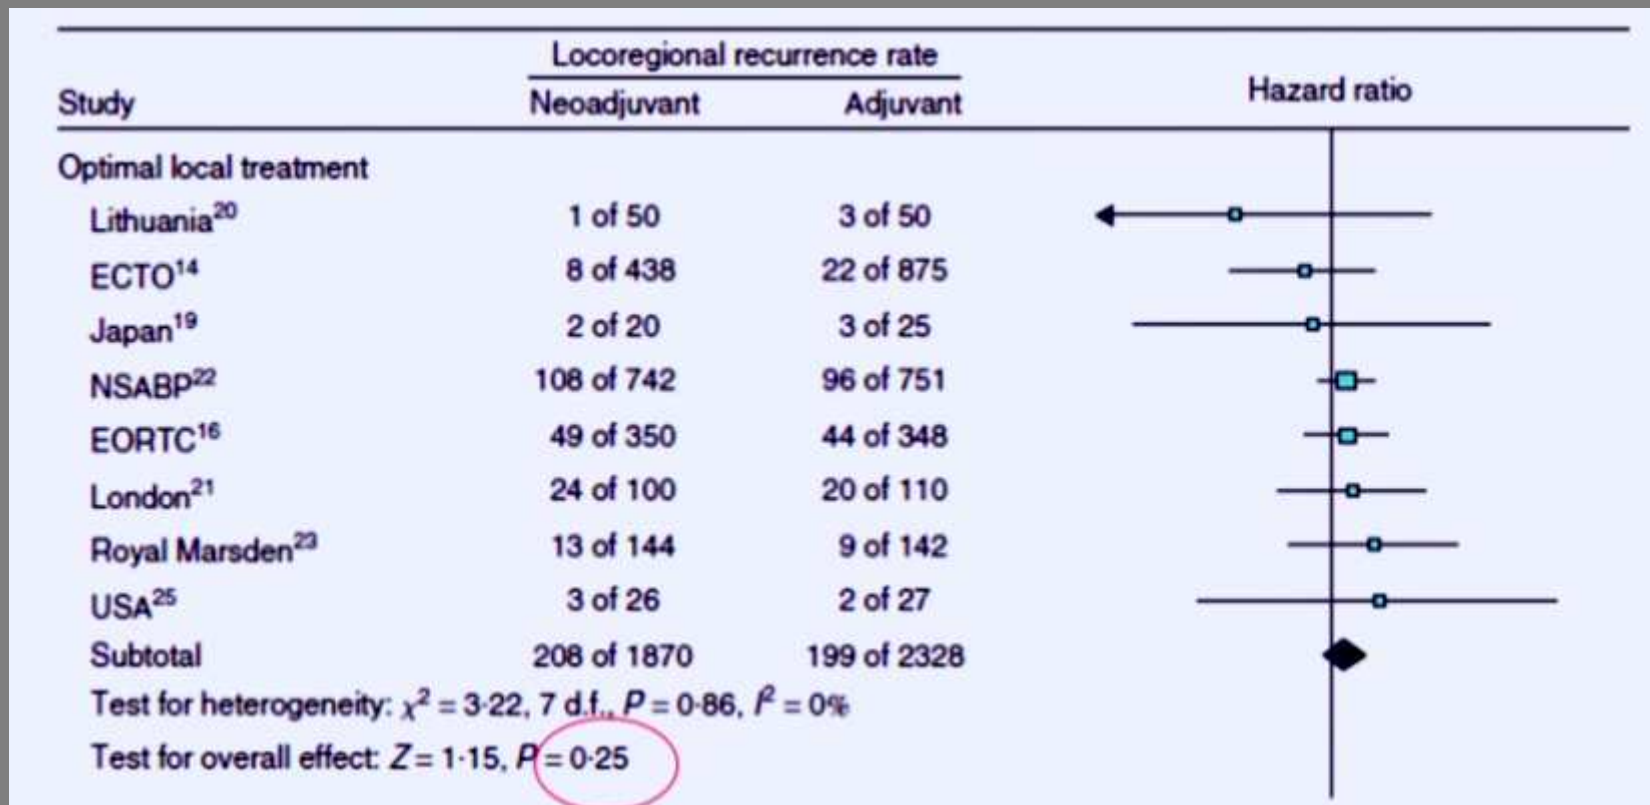 Locoregional recurrence rate
Study Neoadjuvant Adjuvant Hazard ratio
Optimal local treatment
Lithuania²⁰ 1 of 50 3 of 50
ECTO¹⁴ 8 of 438 22 of 875
Japan¹⁹ 2 of 20 3 of 25
NSABP²² 108 of 742 96 of 751
EORTC¹⁶ 49 of 350 44 of 348
London²¹ 24 of 100 20 of 110
Royal Marsden²³ 13 of 144 9 of 142
USA²⁵ 3 of 26 2 of 27
Subtotal 208 of 1870 199 of 2328
Test for heterogeneity: χ² = 3·22, 7 d.f., P = 0·86, I² = 0%
Test for overall effect: Z = 1·15, P = 0·25